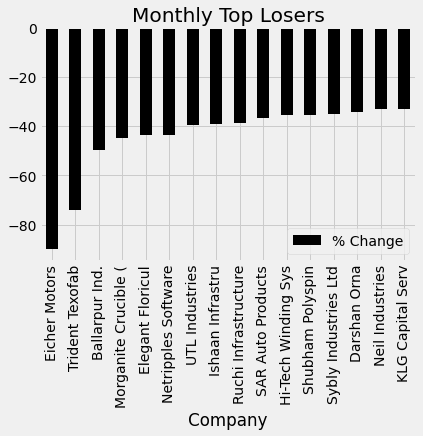 Monthly Top Losers
0
−20
−40
−60
−80
% Change
Eicher Motors
Trident Texofab
Ballarpur Ind.
Morganite Crucible (
Elegant Floricul
Netripples Software
UTL Industries
Ishaan Infrastru
Ruchi Infrastructure
SAR Auto Products
Hi-Tech Winding Sys
Shubham Polyspin
Sybly Industries Ltd
Darshan Orna
Neil Industries
KLG Capital Serv
Company